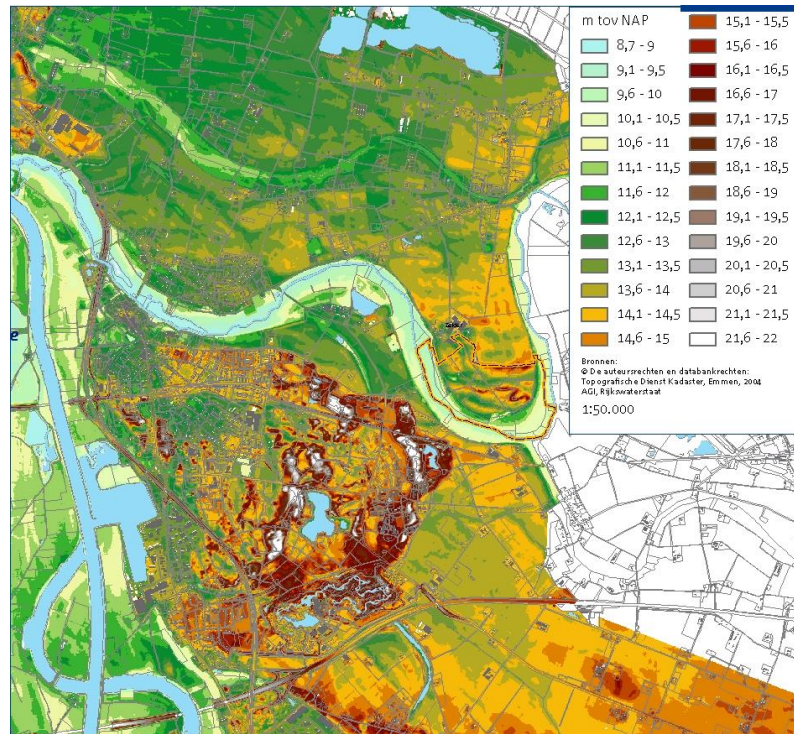 m tov NAP
8,7 - 9
9,1 - 9,5
9,6 - 10
10,1 - 10,5
10,6 - 11
11,1 - 11,5
11,6 - 12
12,1 - 12,5
12,6 - 13
13,1 - 13,5
13,6 - 14
14,1 - 14,5
14,6 - 15
15,1 - 15,5
15,6 - 16
16,1 - 16,5
16,6 - 17
17,1 - 17,5
17,6 - 18
18,1 - 18,5
18,6 - 19
19,1 - 19,5
19,6 - 20
20,1 - 20,5
20,6 - 21
21,1 - 21,5
21,6 - 22
Bronnen:
© De auteursrechten en databankrechten:
Topografische Dienst Kadaster, Emmen, 2004
AGI, Rijkswaterstaat
1:50.000
e